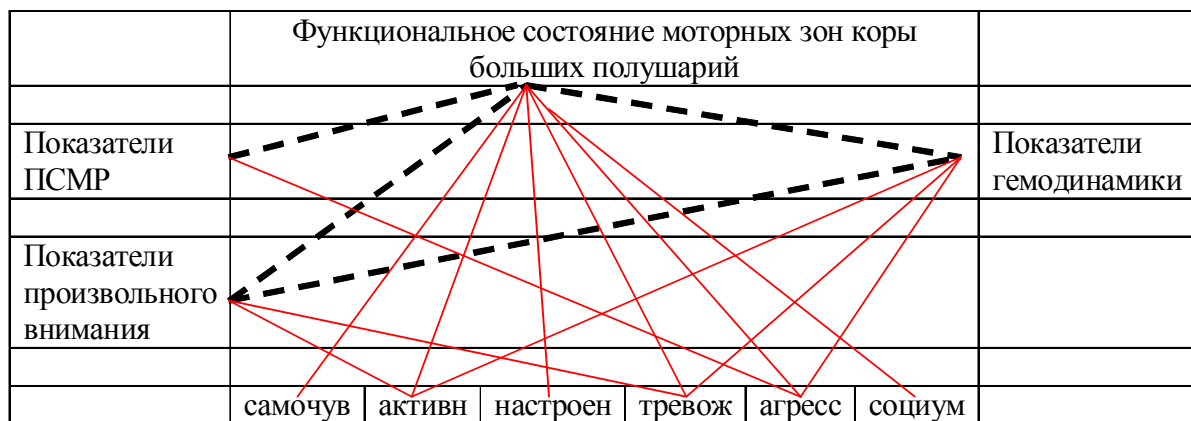 Функциональное состояние моторных зон коры
больших полушарий
Показатели
ПСМР
Показатели
гемодинамики
Показатели
произвольного
внимания
самочув активн настроен тревож агресс социум